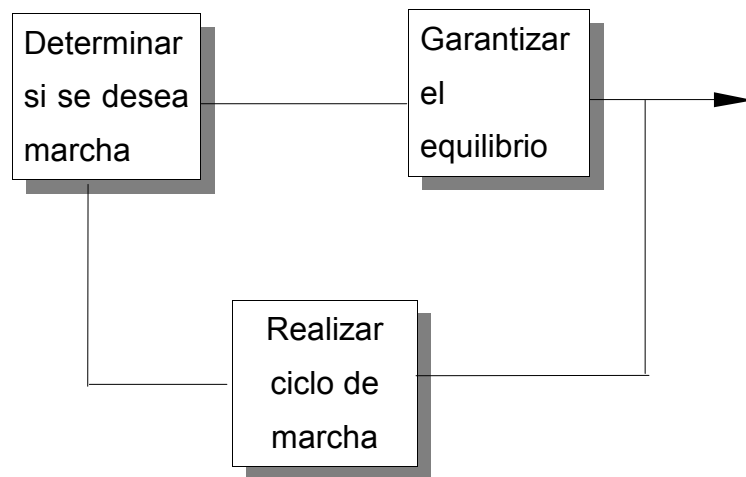 Determinar
si se desea
marcha
Garantizar
el
equilibrio
Realizar
ciclo de
marcha